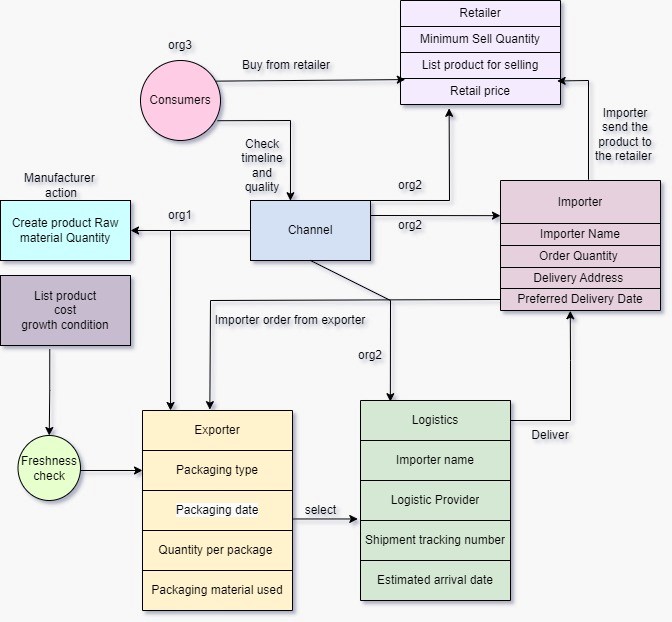 Retailer
Minimum Sell Quantity
List product for selling
Retail price
org3
Buy from retailer
Consumers
Check
timeline
and
quality
Importer
send the
product to
the retailer
Manufacturer
action
Create product Raw
material Quantity
org1
Channel
org2
org2
Importer
Importer Name
Order Quantity
Delivery Address
Preferred Delivery Date
List product
cost
growth condition
Importer order from exporter
org2
Freshness
check
Exporter
Packaging type
Packaging date
Quantity per package
Packaging material used
select
Logistics
Importer name
Logistic Provider
Shipment tracking number
Estimated arrival date
Deliver